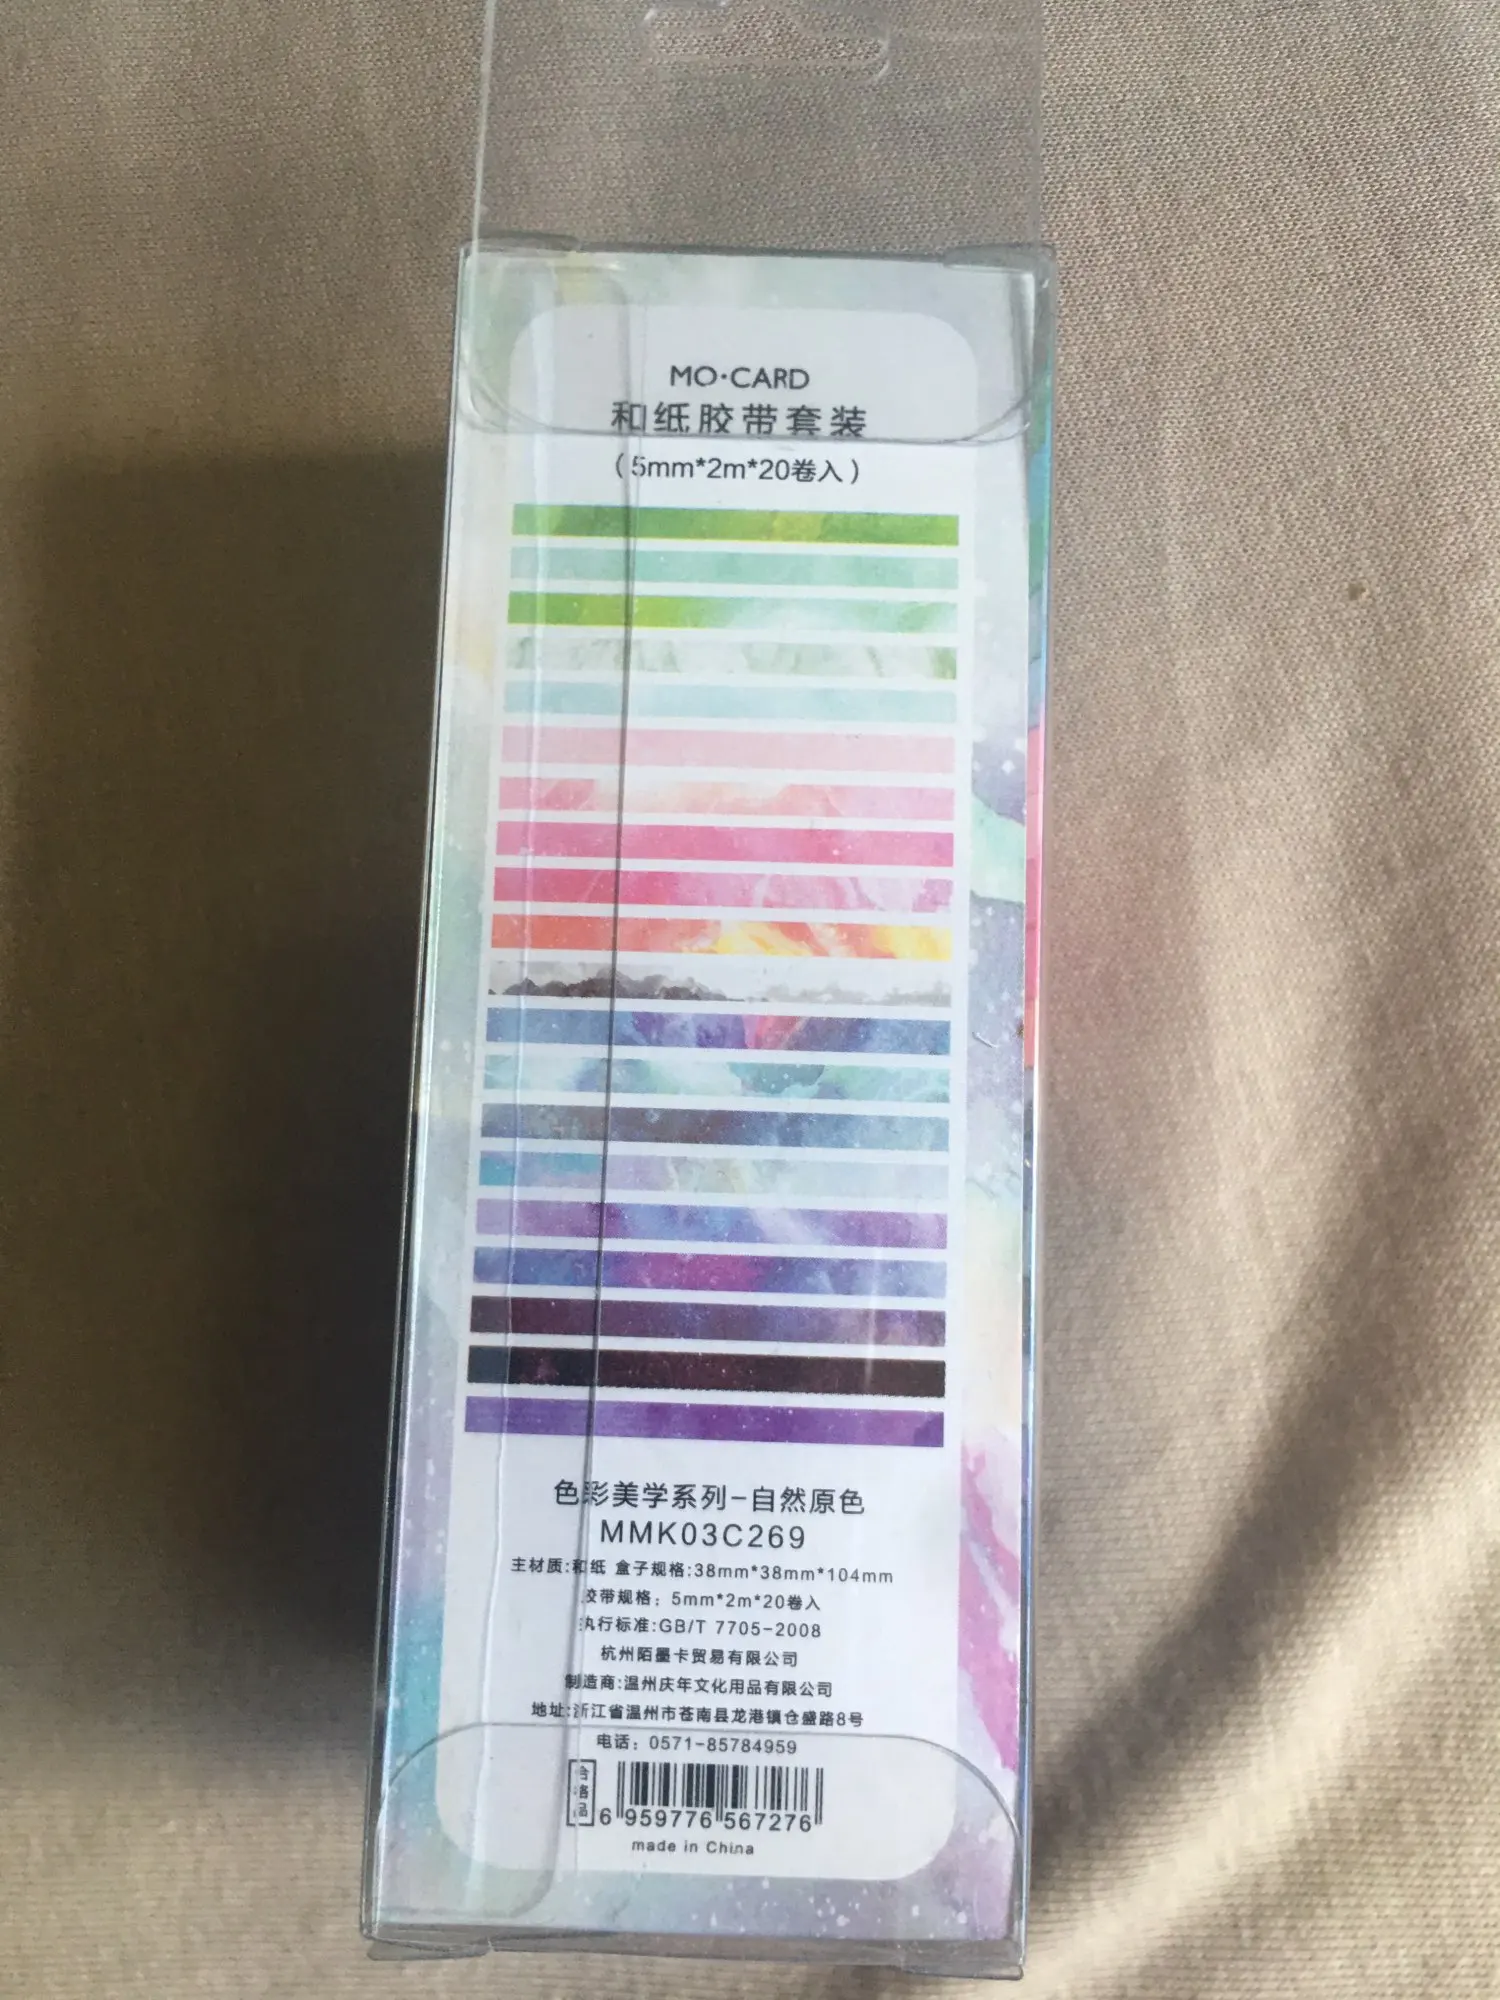 MO·CARD
和纸胶带套装
（5mm*2m*20卷入）
色彩美学系列-自然原色
MMK03C269
主材质:和纸 盒子规格:38mm*38mm*104mm
胶带规格：5mm*2m*20卷入
执行标准:GB/T 7705-2008
杭州陌墨卡贸易有限公司
制造商:温州庆年文化用品有限公司
地址:浙江省温州市苍南县龙港镇仓盛路8号
电话：0571-85784959
合格品
6 959776 567276
made in China